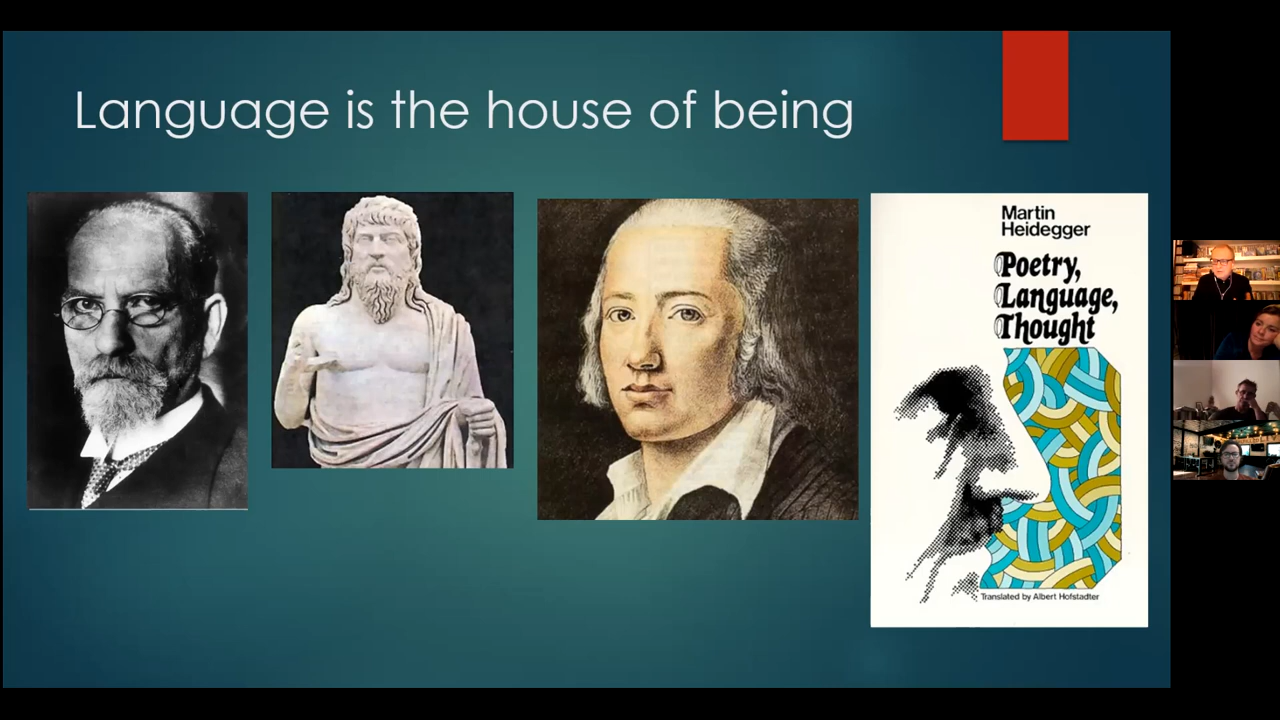 Language is the house of being
Martin
Heidegger
Poetry,
Language,
Thought
Translated by Albert Hofstadter